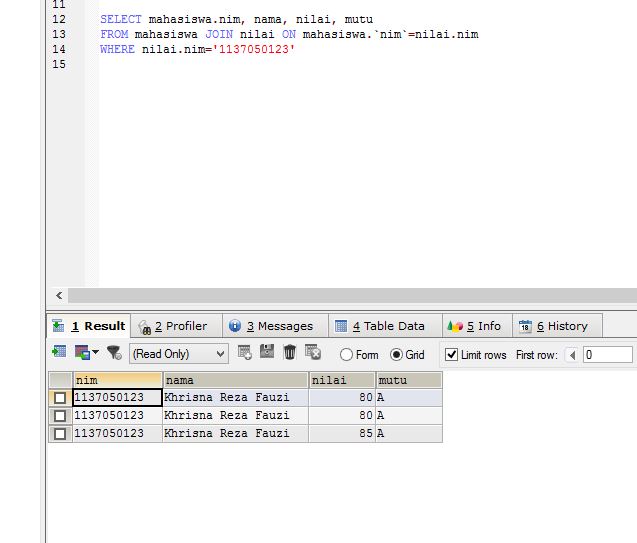 11
12 SELECT mahasiswa.nim, nama, nilai, mutu
13 FROM mahasiswa JOIN nilai ON mahasiswa.`nim`=nilai.nim
14 WHERE nilai.nim='1137050123'
15
1 Result 2 Profiler 3 Messages 4 Table Data 5 Info 18 6 History
(Read Only) Form Grid Limit rows First row: 0
nim nama nilai mutu
1137050123 Khrisna Reza Fauzi 80 A
1137050123 Khrisna Reza Fauzi 80 A
1137050123 Khrisna Reza Fauzi 85 A